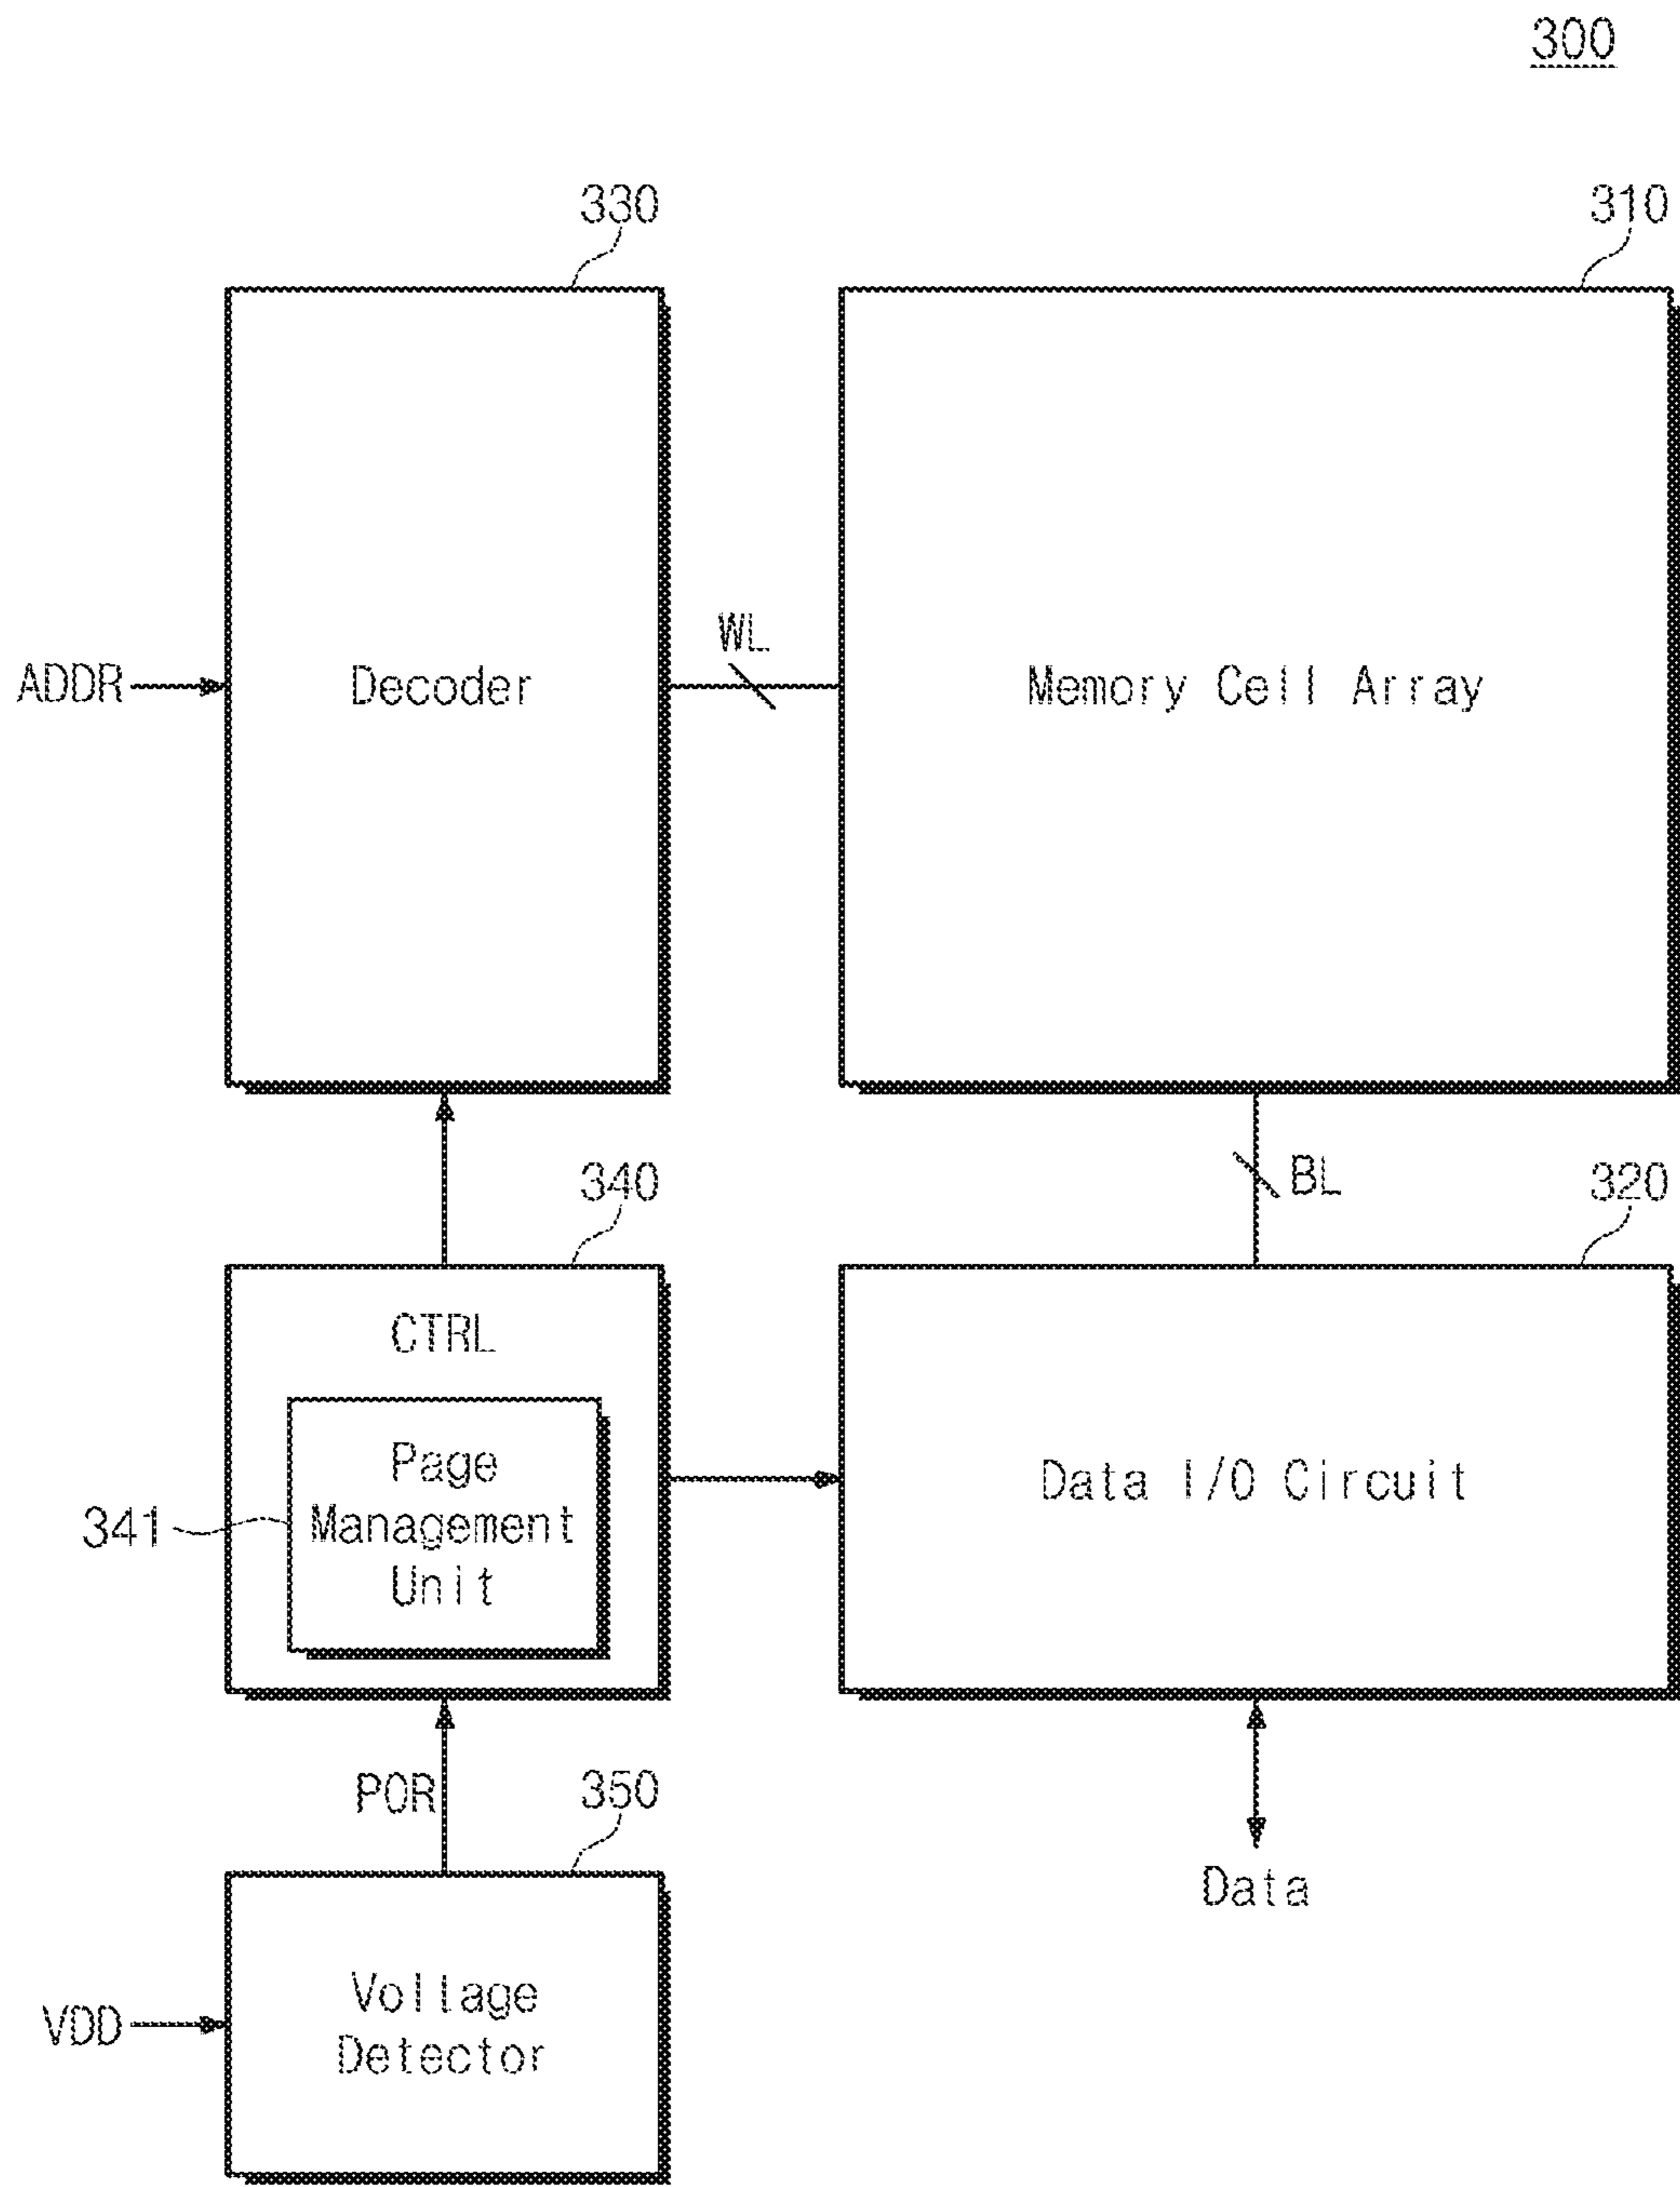 300
330
310
WL
ADDR
Decoder
Memory Cell Array
340
BL
320
CTRL
Page
Management
Unit
341
Data I/O Circuit
POR
350
Data
VDD
Voltage
Detector